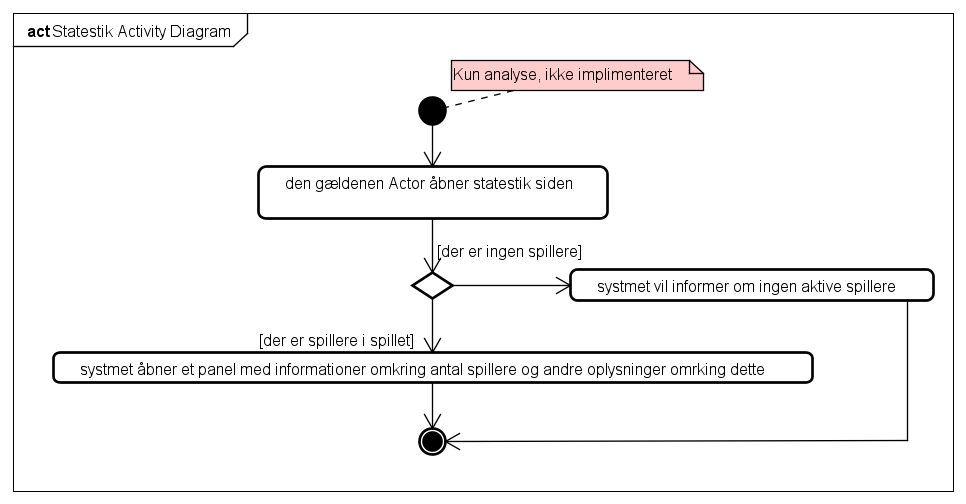 act Statestik Activity Diagram
Kun analyse, ikke implimenteret
den gældenen Actor åbner statestik siden
[der er ingen spillere]
systmet vil informer om ingen aktive spillere
[der er spillere i spillet]
systmet åbner et panel med informationer omkring antal spillere og andre oplysninger omrking dette